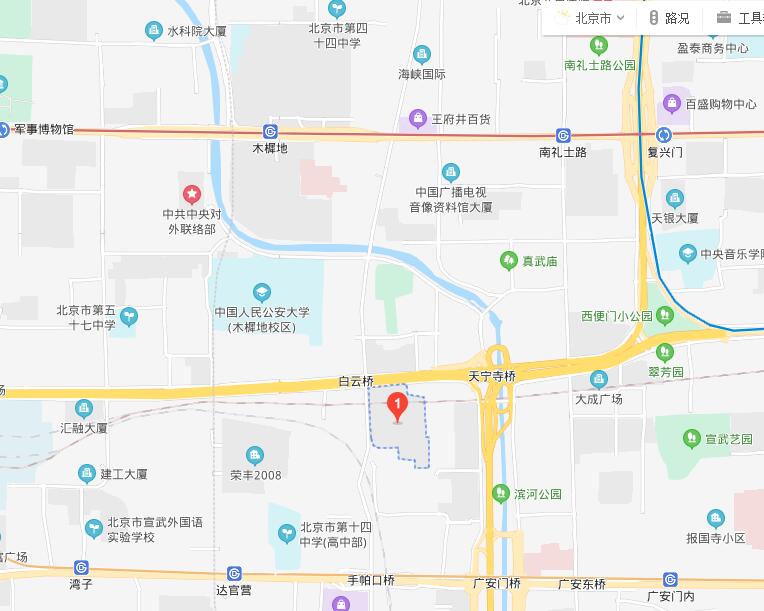 北京市
路况
工具
水科院大厦
北京市第四
十四中学
海峡国际
南礼士路公园
盈泰商务中心
百盛购物中心
王府井百货
军事博物馆
木樨地
南礼士路
复兴门
中国广播电视
音像资料馆大厦
中共中央对
外联络部
天银大厦
中央音乐学院
真武庙
中国人民公安大学
(木樨地校区)
北京市第五
十七中学
西便门小公园
翠芳园
白云桥
天宁寺桥
大成广场
1
汇融大厦
宣武艺园
荣丰2008
建工大厦
滨河公园
北京市宣武外国语
实验学校
北京市第十四
中学(高中部)
报国寺小区
广场
湾子
达官营
手帕口桥
广安门桥
广安东桥
广安门内